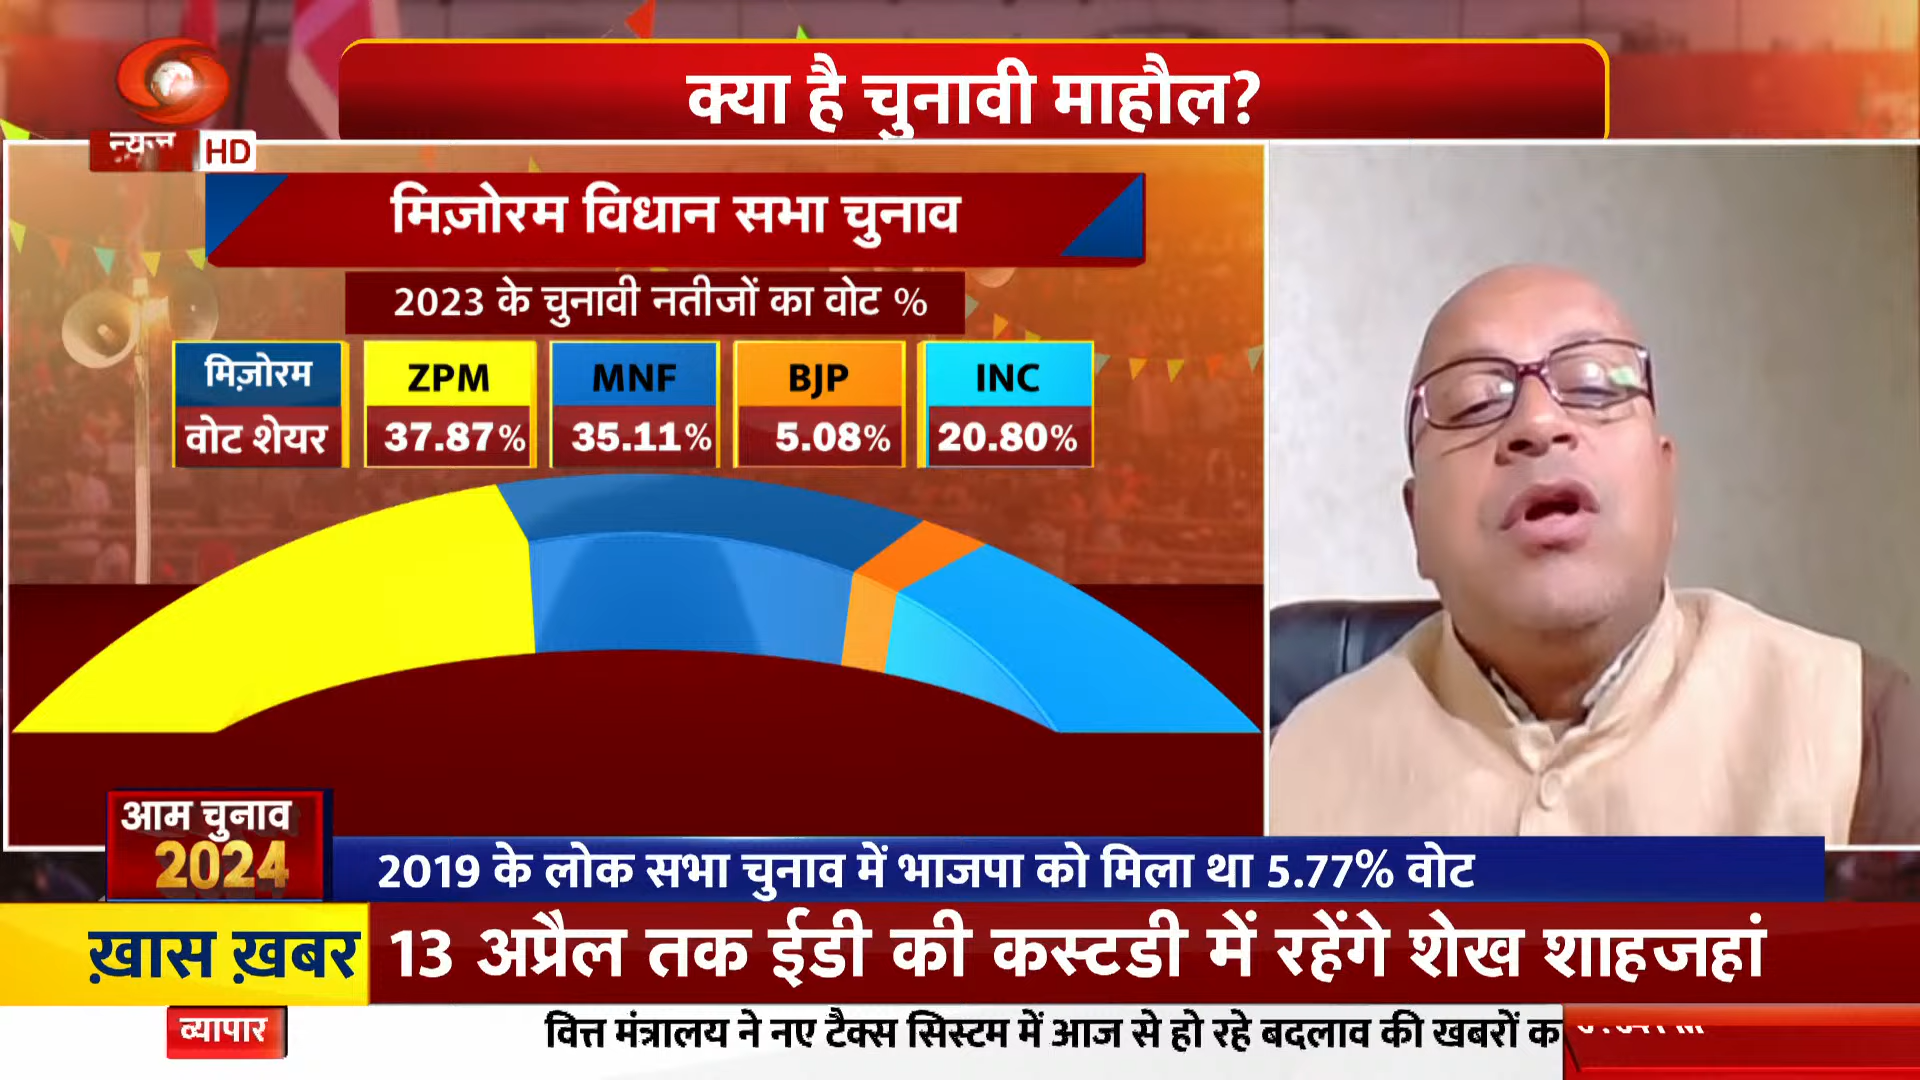 क्या है चुनावी माहौल?
न्यूज़ HD
मिज़ोरम विधान सभा चुनाव
2023 के चुनावी नतीजों का वोट %
मिज़ोरम ZPM MNF BJP INC
वोट शेयर 37.87% 35.11% 5.08% 20.80%
आम चुनाव
2024
2019 के लोक सभा चुनाव में भाजपा को मिला था 5.77% वोट
ख़ास ख़बर 13 अप्रैल तक ईडी की कस्टडी में रहेंगे शेख शाहजहां
व्यापार वित्त मंत्रालय ने नए टैक्स सिस्टम में आज से हो रहे बदलाव की खबरों क